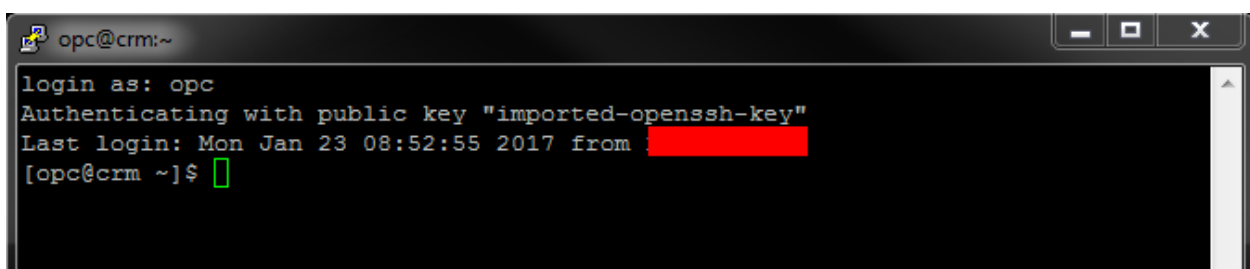 opc@crm:~
login as: opc
Authenticating with public key "imported-openssh-key"
Last login: Mon Jan 23 08:52:55 2017 from
[opc@crm ~]$